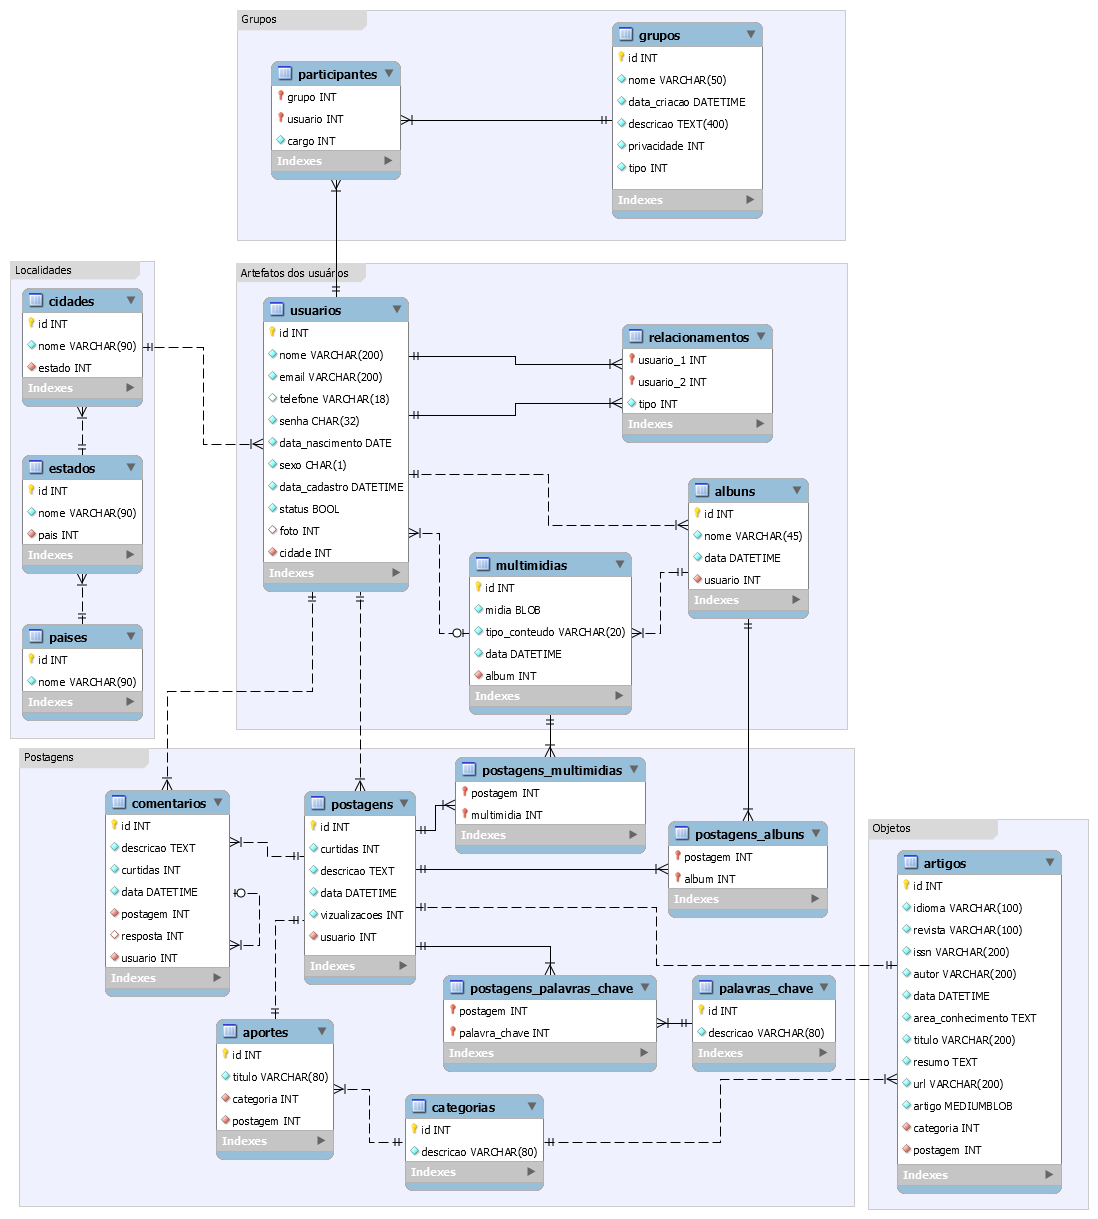 Grupos
participantes
grupo INT
usuario INT
cargo INT
Indexes
grupos
id INT
nome VARCHAR(50)
data_criacao DATETIME
descricao TEXT(400)
privacidade INT
tipo INT
Indexes
Localidades
cidades
id INT
nome VARCHAR(90)
estado INT
Indexes
estados
id INT
nome VARCHAR(90)
pais INT
Indexes
paises
id INT
nome VARCHAR(90)
Indexes
Artefatos dos usuários
usuarios
id INT
nome VARCHAR(200)
email VARCHAR(200)
telefone VARCHAR(18)
senha CHAR(32)
data_nascimento DATE
sexo CHAR(1)
data_cadastro DATETIME
status BOOL
foto INT
cidade INT
Indexes
relacionamentos
usuario_1 INT
usuario_2 INT
tipo INT
Indexes
albuns
id INT
nome VARCHAR(45)
data DATETIME
usuario INT
Indexes
multimidias
id INT
midia BLOB
tipo_conteudo VARCHAR(20)
data DATETIME
album INT
Indexes
Postagens
comentarios
id INT
descricao TEXT
curtidas INT
data DATETIME
postagem INT
resposta INT
usuario INT
Indexes
postagens
id INT
curtidas INT
descricao TEXT
data DATETIME
vizualizacoes INT
usuario INT
Indexes
postagens_multimidias
postagem INT
multimidia INT
Indexes
postagens_albuns
postagem INT
album INT
Indexes
postagens_palavras_chave
postagem INT
palavra_chave INT
Indexes
palavras_chave
id INT
descricao VARCHAR(80)
Indexes
aportes
id INT
titulo VARCHAR(80)
categoria INT
postagem INT
Indexes
categorias
id INT
descricao VARCHAR(80)
Indexes
Objetos
artigos
id INT
idioma VARCHAR(100)
revista VARCHAR(100)
issn VARCHAR(200)
autor VARCHAR(200)
data DATETIME
area_conhecimento TEXT
titulo VARCHAR(200)
resumo TEXT
url VARCHAR(200)
artigo MEDIUMBLOB
categoria INT
postagem INT
Indexes